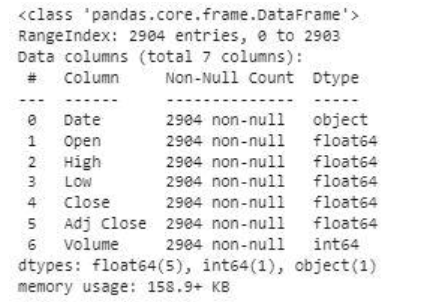 <class 'pandas.core.frame.DataFrame'>
RangeIndex: 2904 entries, 0 to 2903
Data columns (total 7 columns):
 #   Column     Non-Null Count  Dtype
---  ------     --------------  -----
 0   Date       2904 non-null   object
 1   Open       2904 non-null   float64
 2   High       2904 non-null   float64
 3   Low        2904 non-null   float64
 4   Close      2904 non-null   float64
 5   Adj Close  2904 non-null   float64
 6   Volume     2904 non-null   int64
dtypes: float64(5), int64(1), object(1)
memory usage: 158.9+ KB